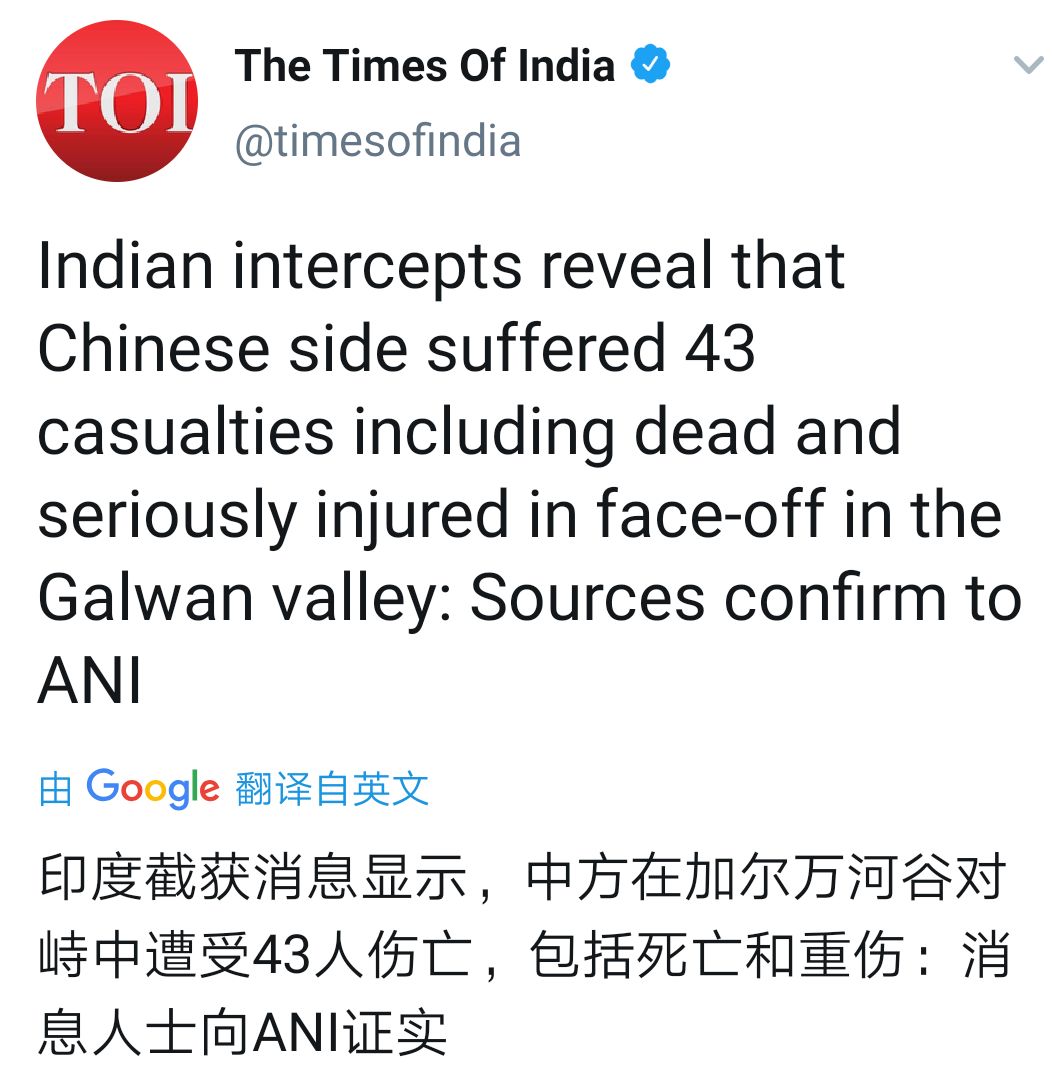 TOI
The Times Of India
@timesofindia
Indian intercepts reveal that
Chinese side suffered 43
casualties including dead and
seriously injured in face-off in the
Galwan valley: Sources confirm to
ANI
由 Google 翻译自英文
印度截获消息显示，中方在加尔万河谷对
峙中遭受43人伤亡，包括死亡和重伤：消
息人士向ANI证实